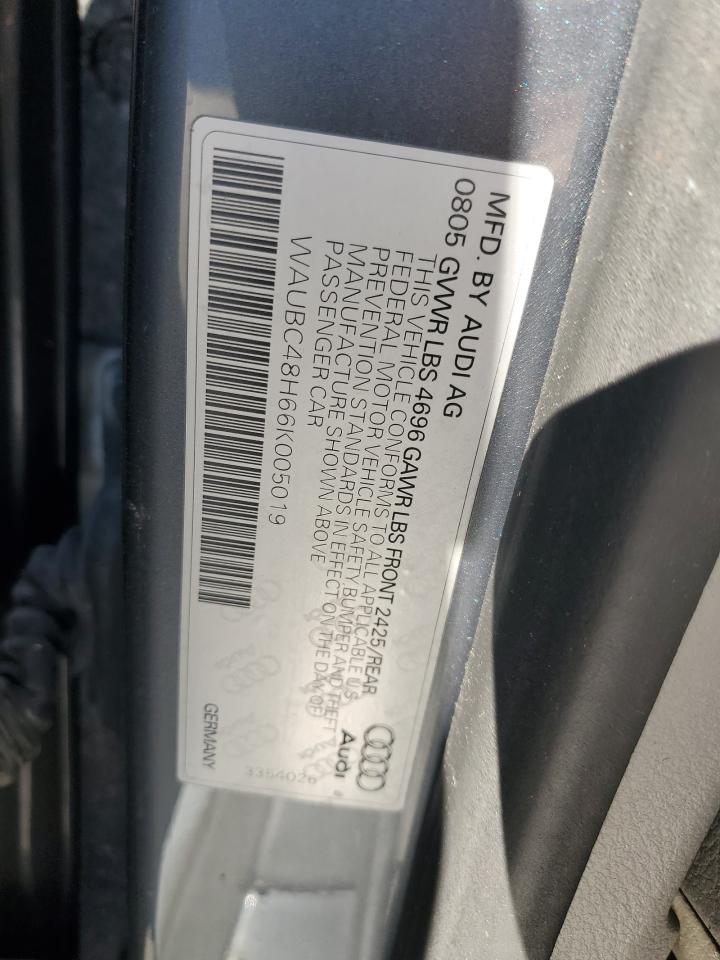 MFD. BY AUDI AG
0805 GVWR LBS 4696 GAWR LBS FRONT 2425/REAR
THIS VEHICLE CONFORMS TO ALL APPLICABLE U.S.
FEDERAL MOTOR VEHICLE SAFETY, BUMPER AND THEFT
PREVENTION STANDARDS IN EFFECT ON THE DAY OF
MANUFACTURE SHOWN ABOVE
PASSENGER CAR
WAUBC48H66K005019
Audi
GERMANY